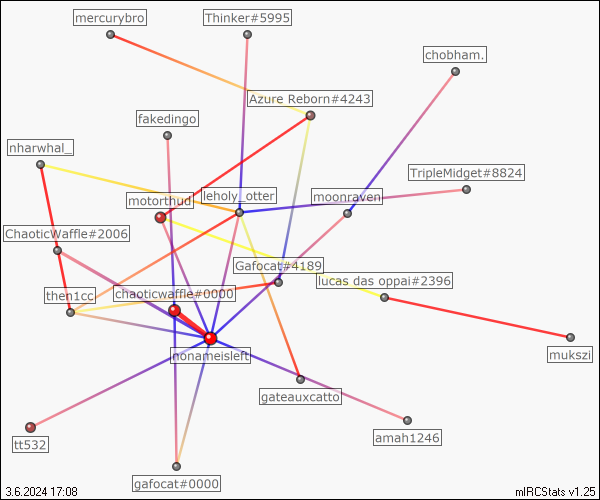 mercurybro
Thinker#5995
chobham.
Azure Reborn#4243
fakedingo
nharwhal_
TripleMidget#8824
motorthud
leholy_otter
moonraven
ChaoticWaffle#2006
Gafocat#4189
lucas das oppai#2396
then1cc
chaoticwaffle#0000
nonameisleft
mukszi
gateauxcatto
tt532
amah1246
gafocat#0000
3.6.2024 17:08
mIRCStats v1.25